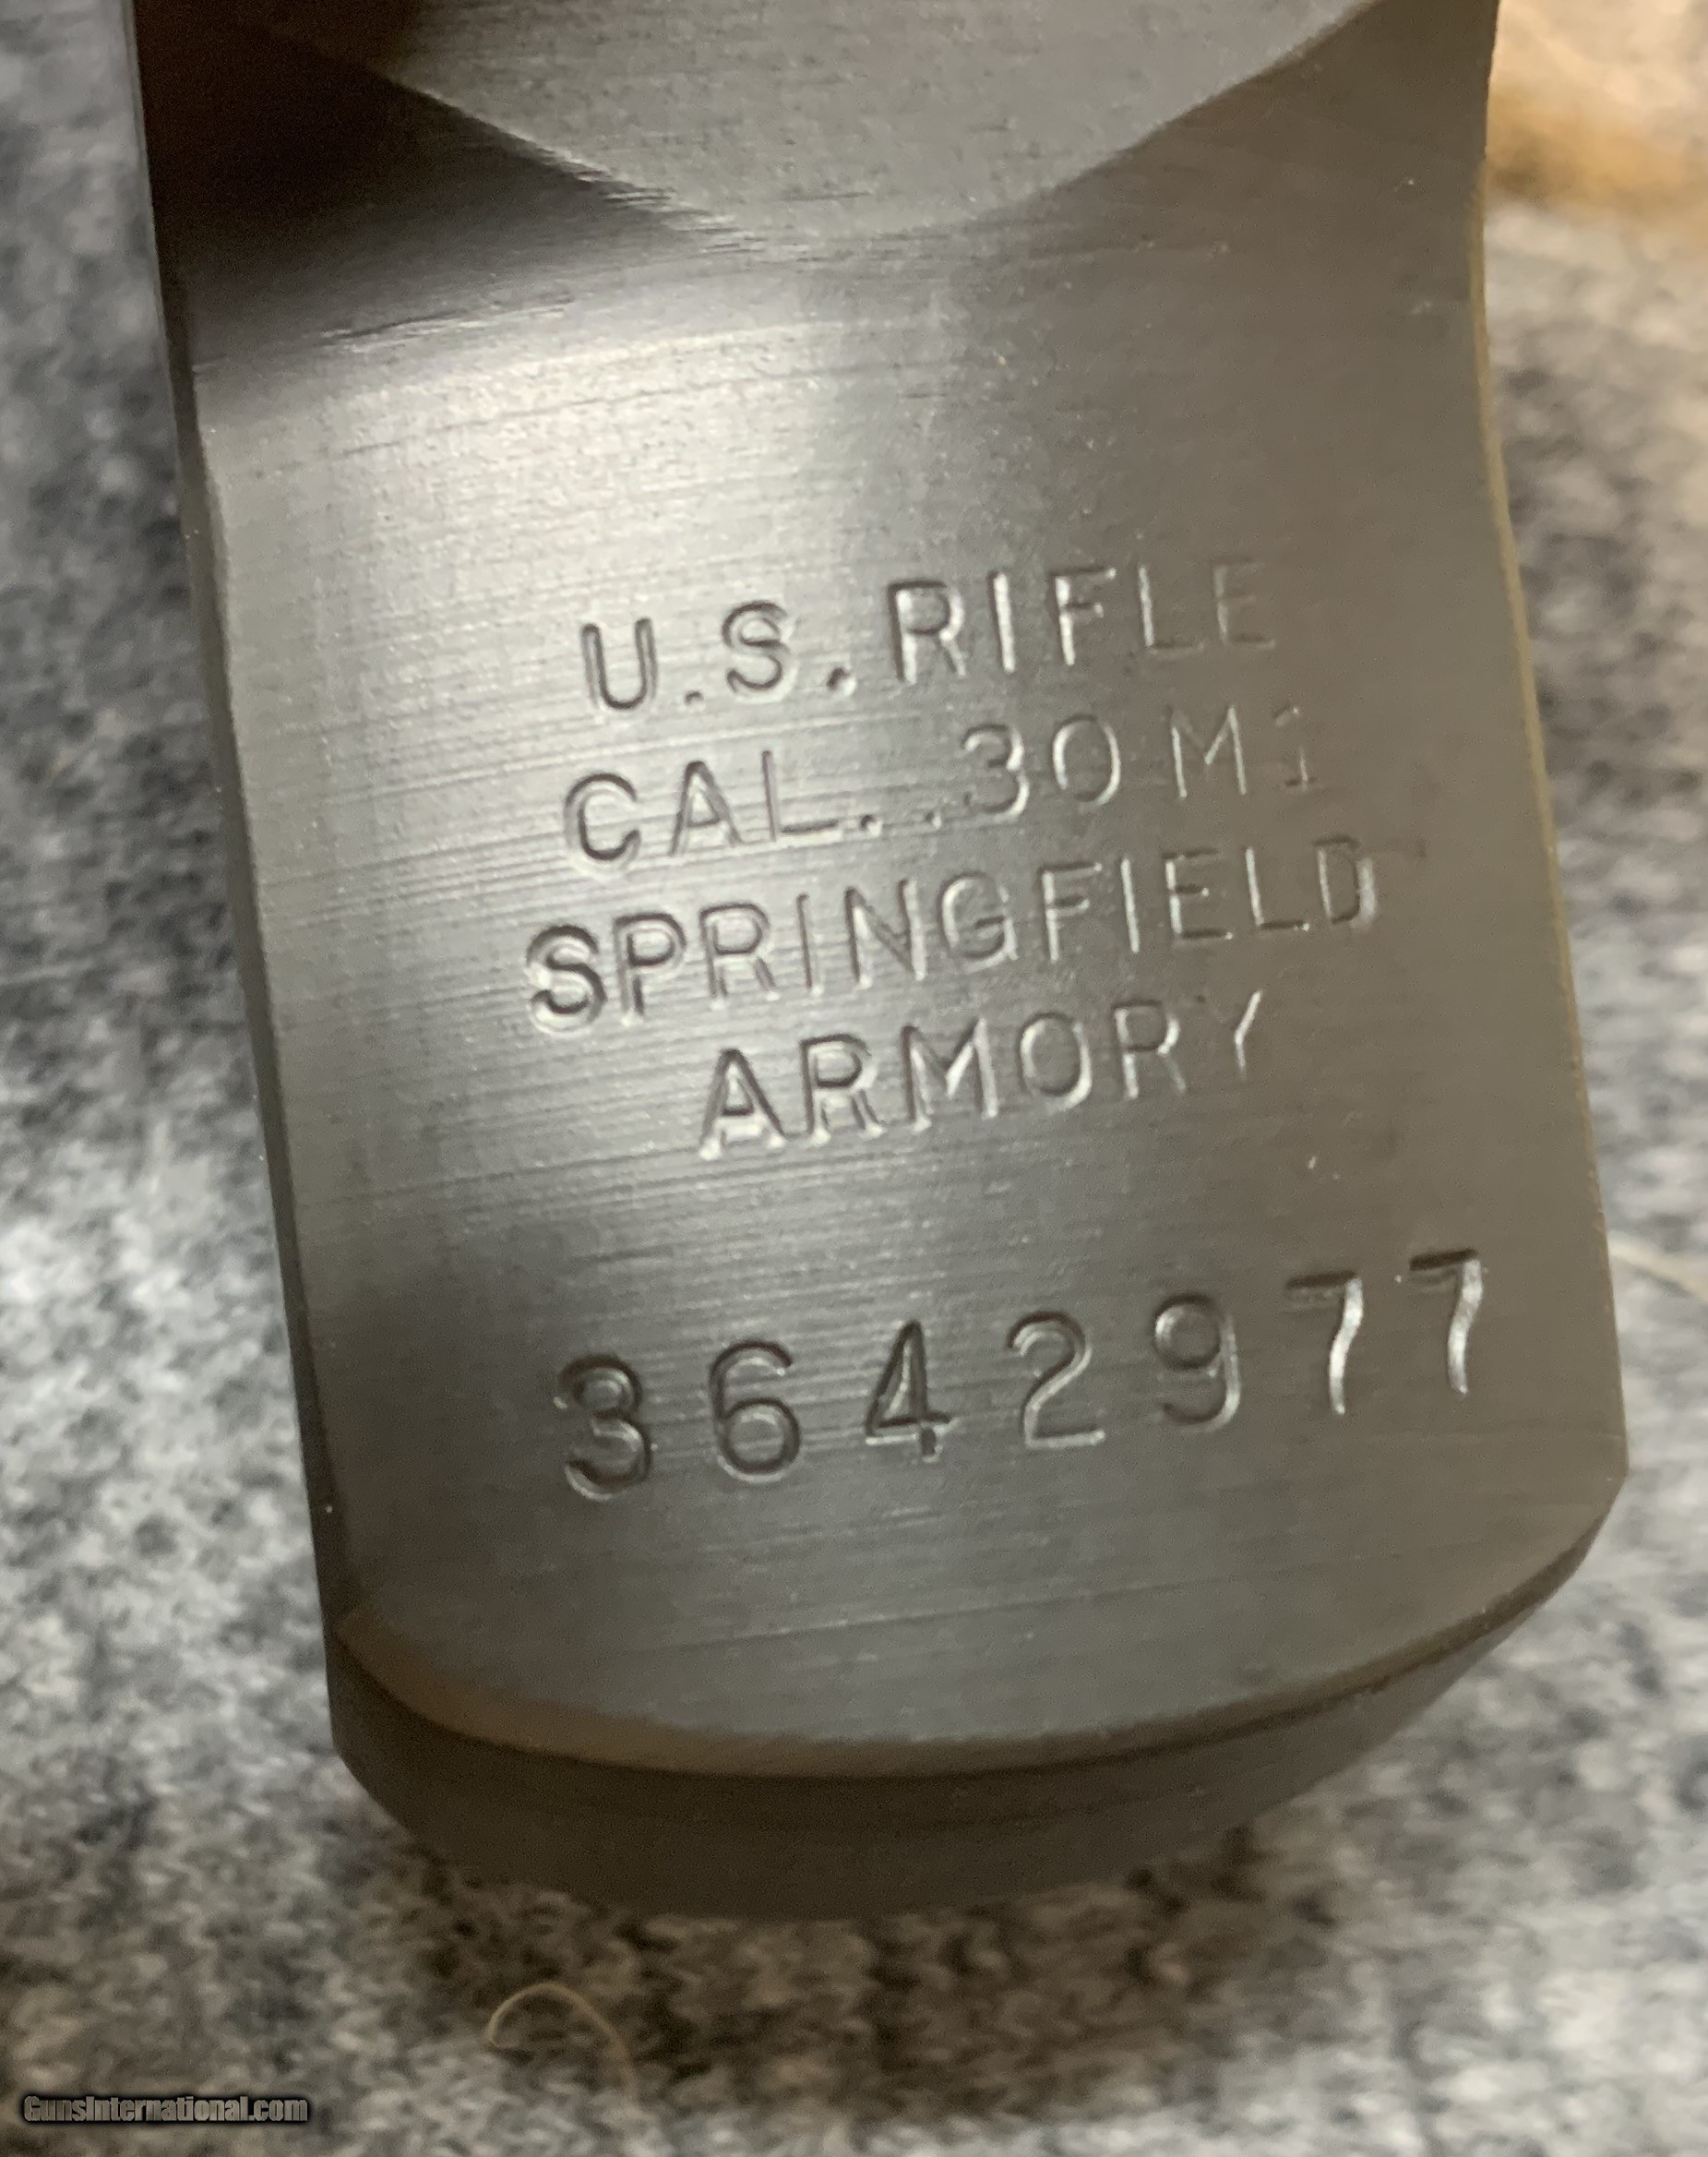 U.S. RIFLE
CAL. .30 M1
SPRINGFIELD
ARMORY
3642977
GunsInternational.com